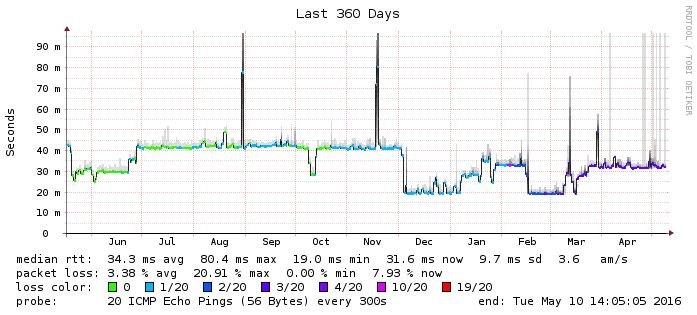 Last 360 Days
RRDTOOL / TOBI OETIKER
Seconds
90 m
80 m
70 m
60 m
50 m
40 m
30 m
20 m
10 m
0
Jun Jul Aug Sep Oct Nov Dec Jan Feb Mar Apr
median rtt: 34.3 ms avg 80.4 ms max 19.0 ms min 31.6 ms now 9.7 ms sd 3.6 am/s
packet loss: 3.38 % avg 20.91 % max 0.00 % min 7.93 % now
loss color: 0 1/20 2/20 3/20 4/20 10/20 19/20
probe: 20 ICMP Echo Pings (56 Bytes) every 300s end: Tue May 10 14:05:05 2016